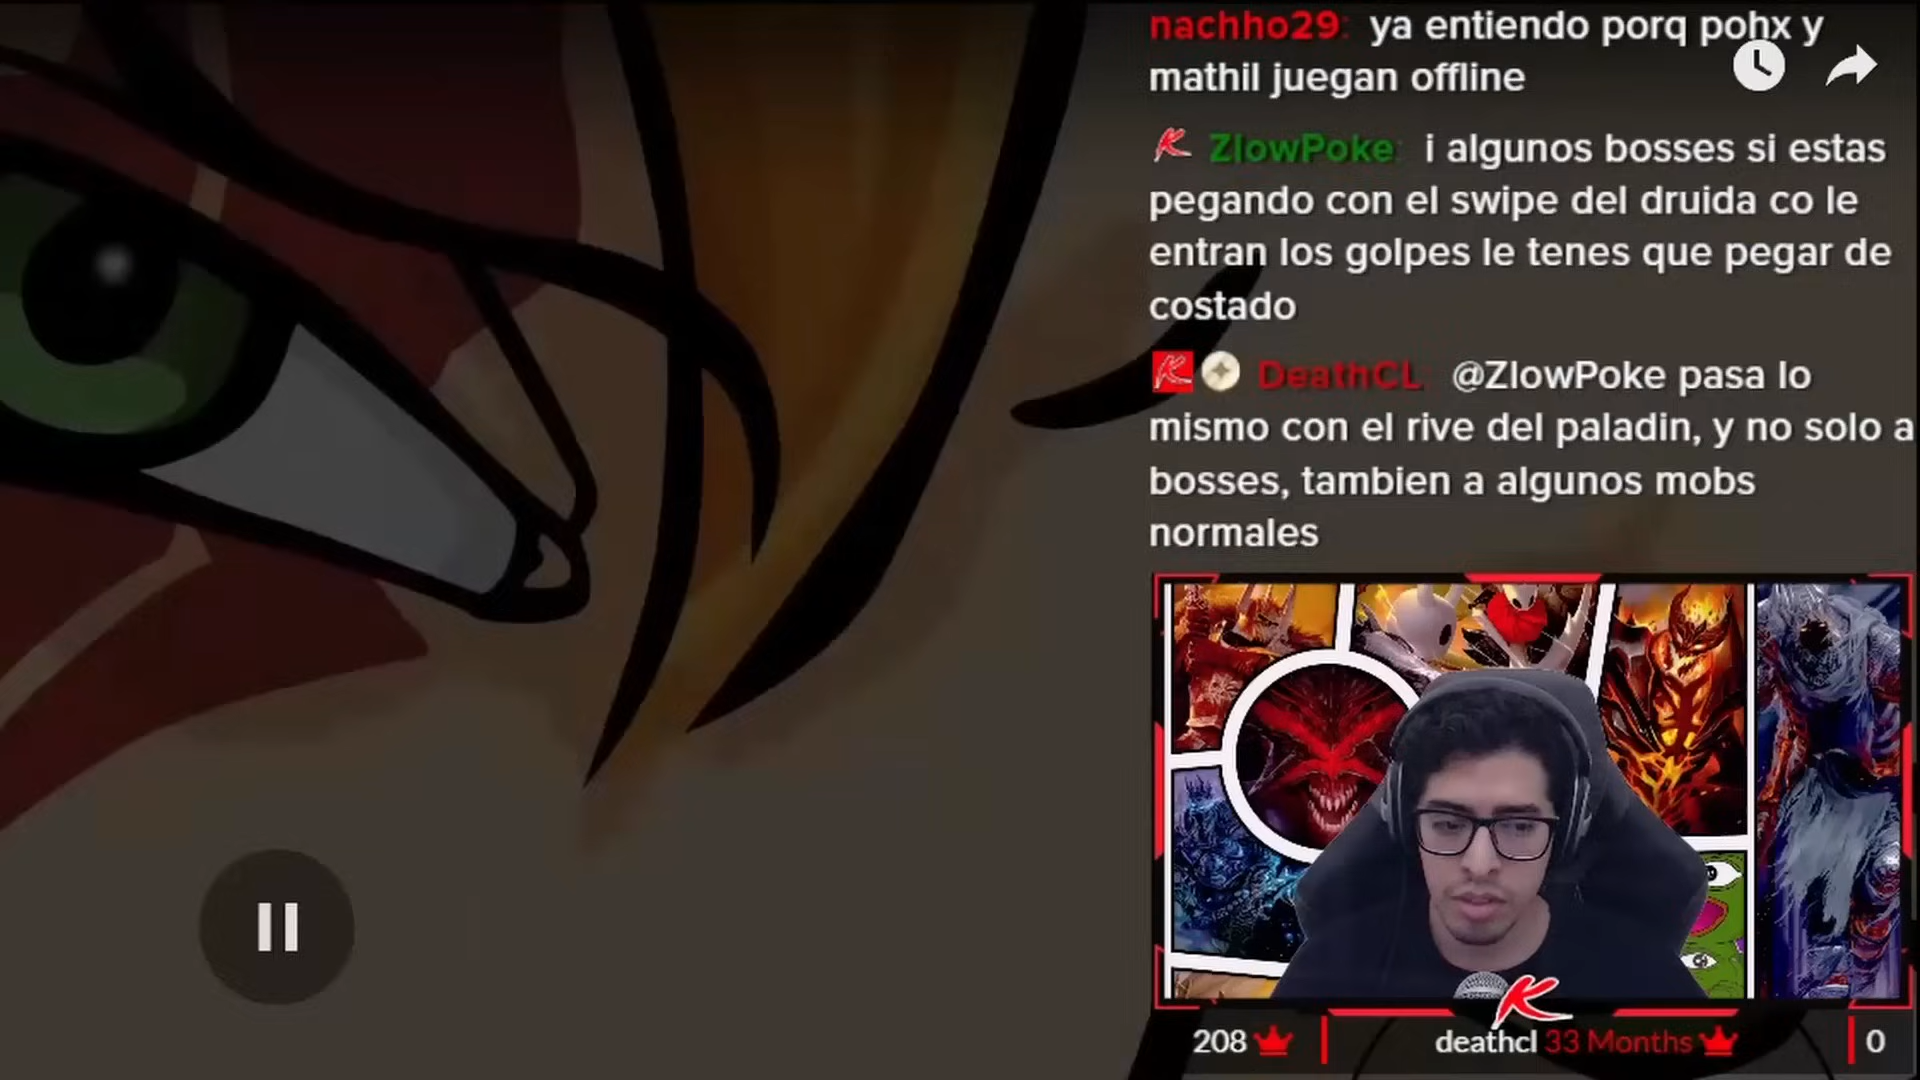 nachho29: ya entiendo porq pohx y
mathil juegan offline
ZlowPoke: i algunos bosses si estas
pegando con el swipe del druida co le
entran los golpes le tenes que pegar de
costado
DeathCL: @ZlowPoke pasa lo
mismo con el rive del paladin, y no solo a
bosses, tambien a algunos mobs
normales
208
deathcl 33 Months
0